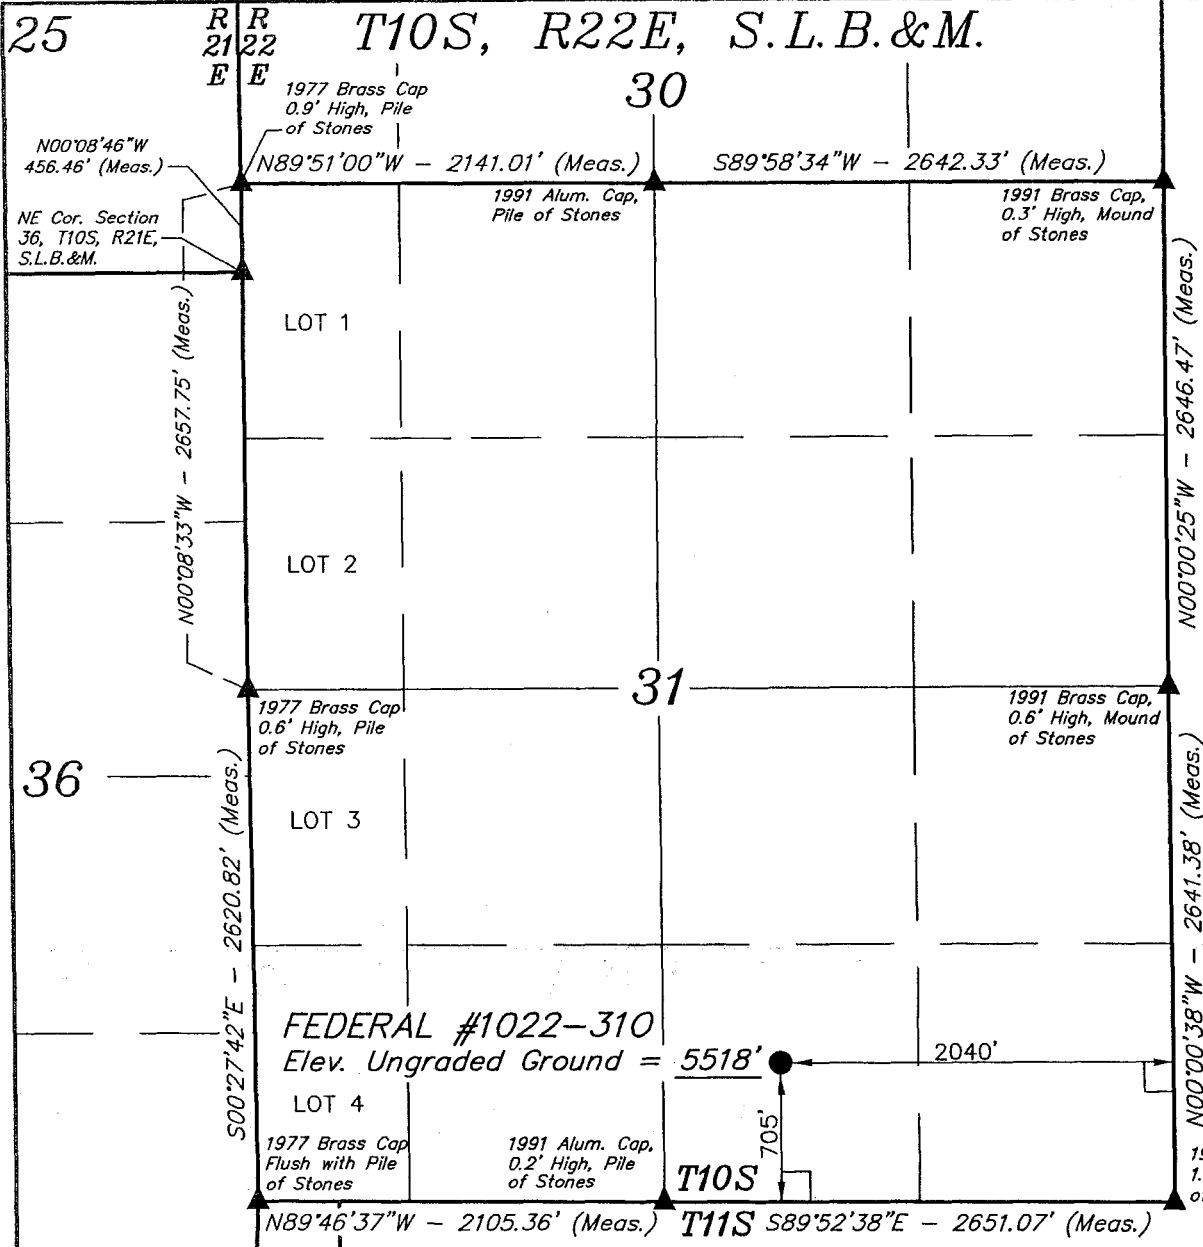 25
R R
21 22
E E
T10S, R22E, S.L.B.&M.
30
1977 Brass Cap
0.9' High, Pile
of Stones
N00°08'46"W
456.46' (Meas.)
N89°51'00"W - 2141.01' (Meas.)
S89°58'34"W - 2642.33' (Meas.)
1991 Alum. Cap,
Pile of Stones
1991 Brass Cap,
0.3' High, Mound
of Stones
NE Cor. Section
36, T10S, R21E,
S.L.B.&M.
LOT 1
N00°08'33"W - 2657.75' (Meas.)
N00°00'25"W - 2646.47' (Meas.)
LOT 2
31
1977 Brass Cap
0.6' High, Pile
of Stones
1991 Brass Cap,
0.6' High, Mound
of Stones
36
LOT 3
S00°27'42"E - 2620.82' (Meas.)
N00°00'38"W - 2641.38' (Meas.)
FEDERAL #1022-310
Elev. Ungraded Ground = 5518'
2040'
LOT 4
705'
1977 Brass Cap
Flush with Pile
of Stones
1991 Alum. Cap,
0.2' High, Pile
of Stones
T10S
T11S
N89°46'37"W - 2105.36' (Meas.)
S89°52'38"E - 2651.07' (Meas.)